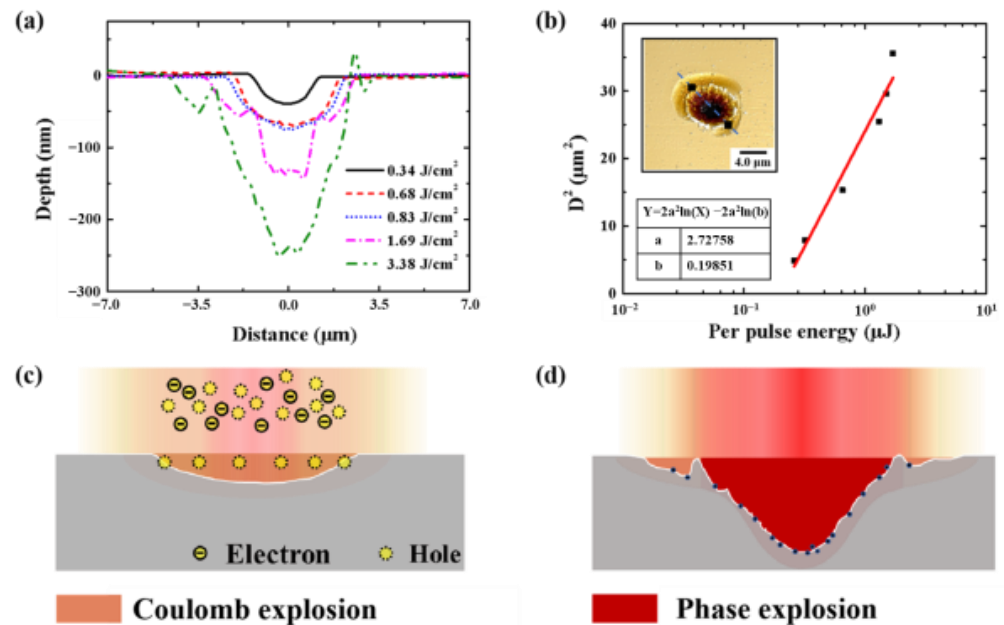 (a)
0
−50
−100
−150
−200
−250
−300
Depth (nm)
0.34 J/cm²
0.68 J/cm²
0.83 J/cm²
1.69 J/cm²
3.38 J/cm²
−7.0 −3.5 0.0 3.5 7.0
Distance (μm)
(b)
40
30
20
10
0
D² (μm²)
4.0 μm
Y=2a²ln(X) −2a²ln(b)
a 2.72758
b 0.19851
10⁻² 10⁻¹ 10⁰ 10¹
Per pulse energy (μJ)
(c)
Electron Hole
Coulomb explosion
(d)
Phase explosion